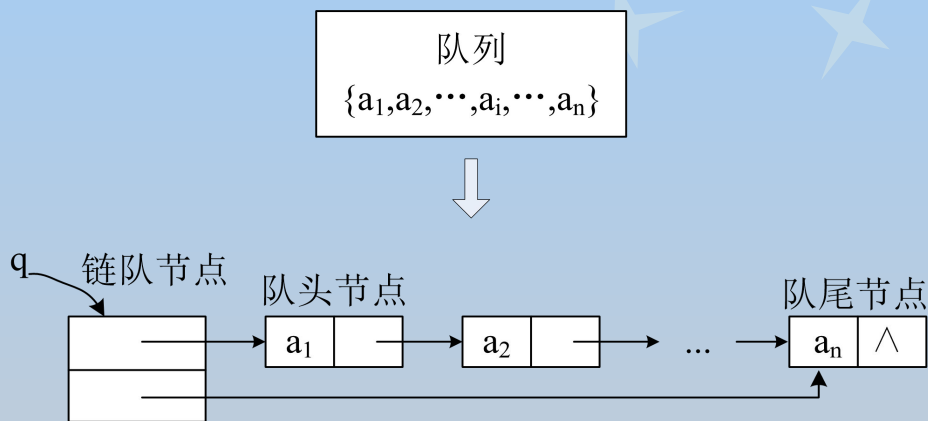 队列
{a₁,a₂,⋯,aᵢ,⋯,aₙ}
q 链队节点 队头节点 队尾节点
a₁ a₂ ... aₙ ∧